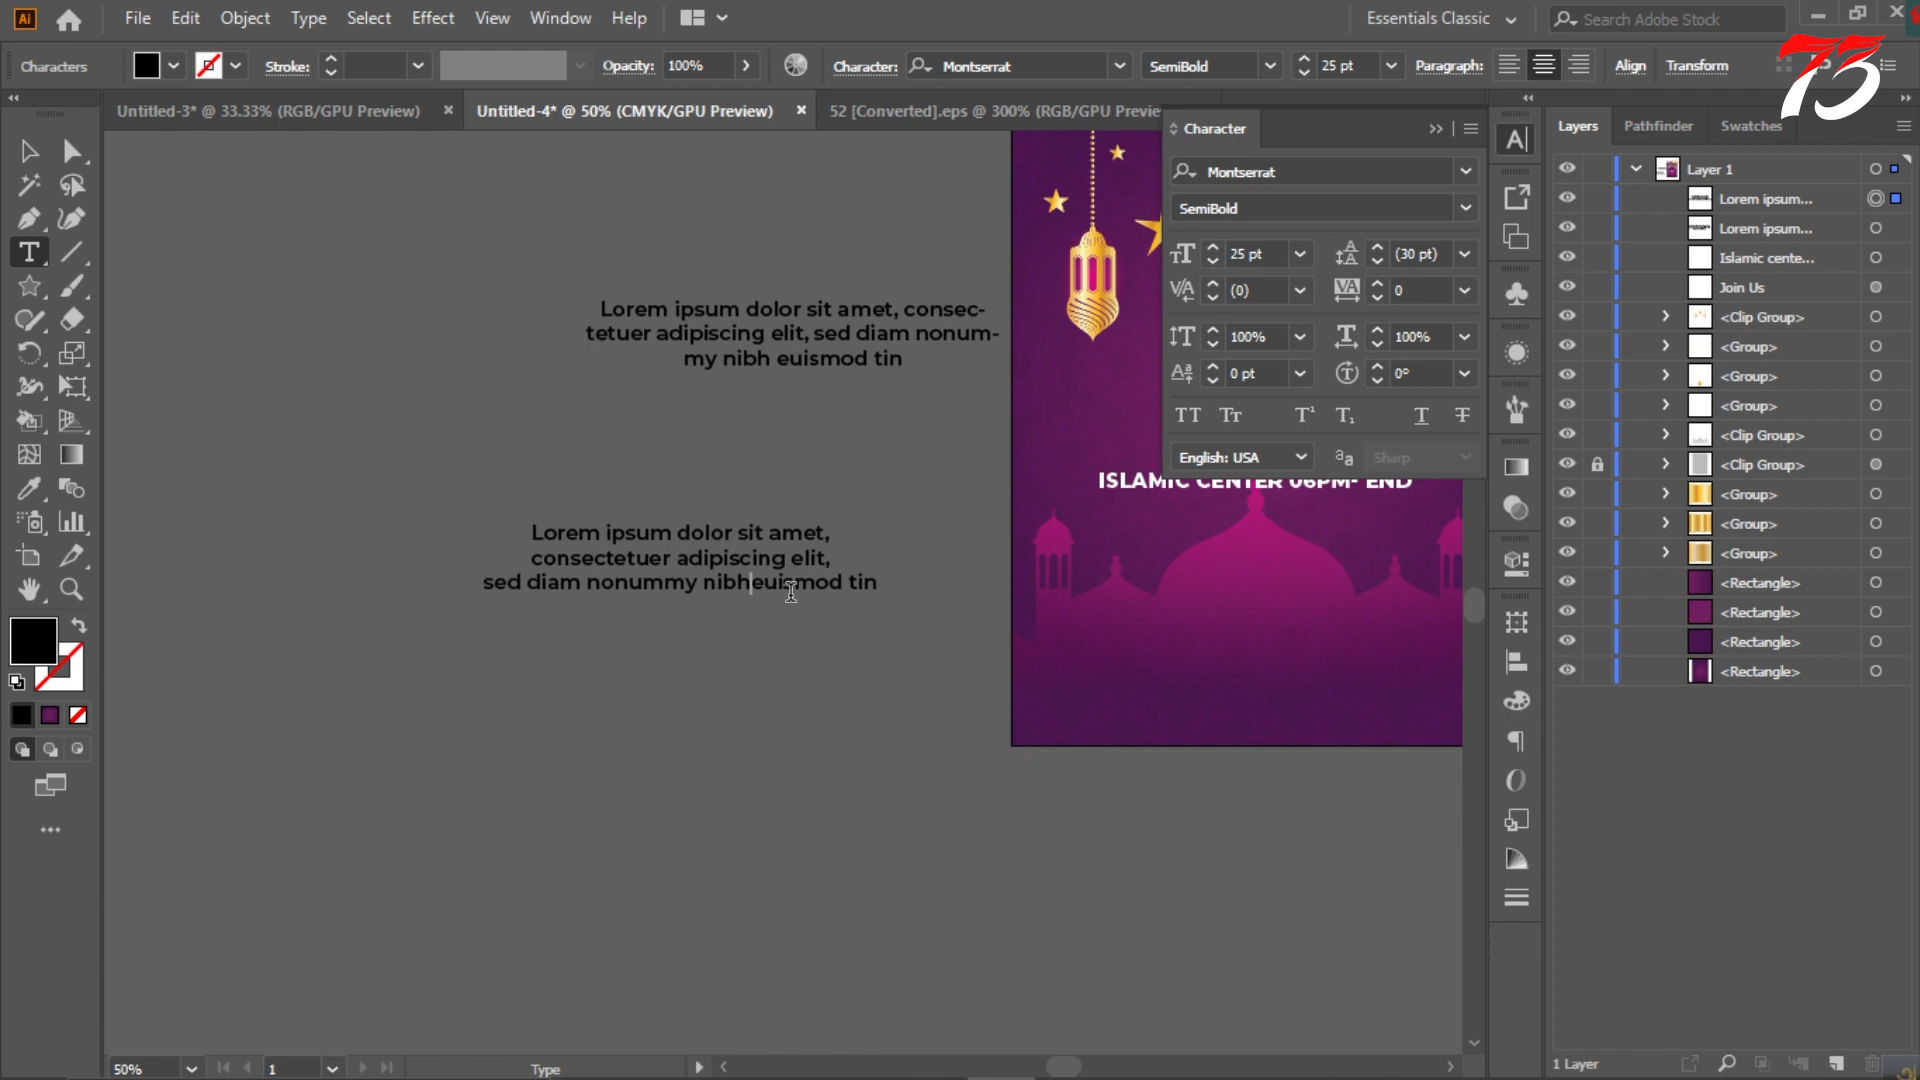 Ai File Edit Object Type Select Effect View Window Help Essentials Classic Search Adobe Stock
Characters Stroke: Opacity: 100% Character: Montserrat SemiBold 25 pt Paragraph: Align Transform
73
Untitled-3* @ 33.33% (RGB/GPU Preview) Untitled-4* @ 50% (CMYK/GPU Preview) 52 [Converted].eps @ 300% (RGB/GPU Previe
Character
Montserrat
SemiBold
25 pt (30 pt)
(0) 0
100% 100%
0 pt 0°
English: USA Sharp
Lorem ipsum dolor sit amet, consec-
tetuer adipiscing elit, sed diam nonum-
my nibh euismod tin
Lorem ipsum dolor sit amet,
consectetuer adipiscing elit,
sed diam nonummy nibheuismod tin
ISLAMIC CENTER 06PM- END
Layers Pathfinder Swatches
Layer 1
Lorem ipsum...
Lorem ipsum...
Islamic cente...
Join Us
<Clip Group>
<Group>
<Group>
<Group>
<Clip Group>
<Clip Group>
<Group>
<Group>
<Group>
<Rectangle>
<Rectangle>
<Rectangle>
<Rectangle>
50% 1 Type
1 Layer